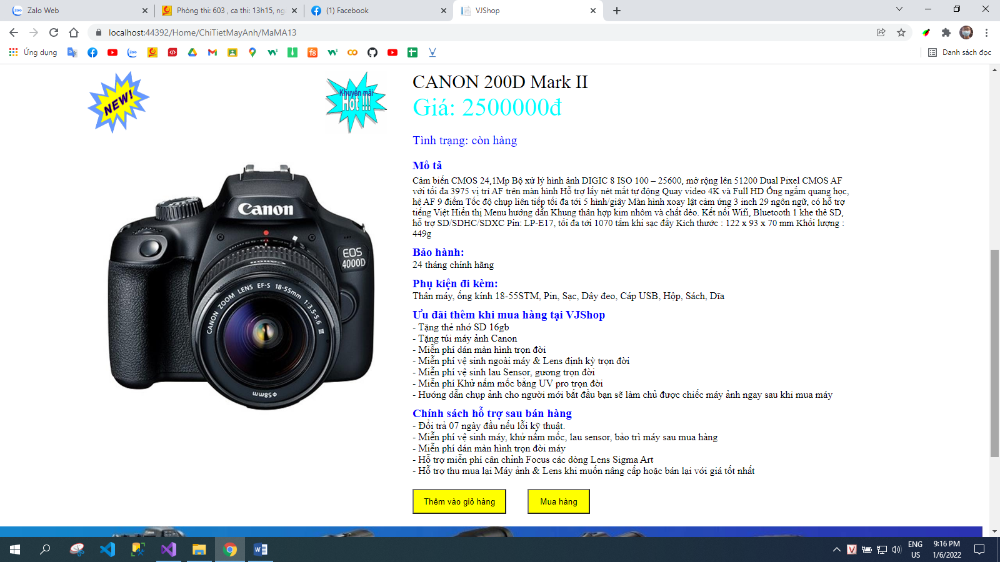 Zalo Web
Phòng thi: 603 , ca thi: 13h15, ng
(1) Facebook
VJShop
localhost:44392/Home/ChiTietMayAnh/MaMA13
Ứng dụng
Danh sách đọc
NEW!
Khuyến mãi
Hot !!!
CANON 200D Mark II
Giá: 2500000đ
Tình trạng: còn hàng
Mô tả
Cảm biến CMOS 24,1Mp Bộ xử lý hình ảnh DIGIC 8 ISO 100 – 25600, mở rộng lên 51200 Dual Pixel CMOS AF
với tối đa 3975 vị trí AF trên màn hình Hỗ trợ lấy nét mắt tự động Quay video 4K và Full HD Ống ngắm quang học,
hệ AF 9 điểm Tốc độ chụp liên tiếp tối đa tới 5 hình/giây Màn hình xoay lật cảm ứng 3 inch 29 ngôn ngữ, có hỗ trợ
tiếng Việt Hiển thị Menu hướng dẫn Khung thân hợp kim nhôm và chất dẻo. Kết nối Wifi, Bluetooth 1 khe thẻ SD,
hỗ trợ SD/SDHC/SDXC Pin: LP-E17, tối đa tới 1070 tấm khi sạc đầy Kích thước : 122 x 93 x 70 mm Khối lượng :
449g
Bảo hành:
24 tháng chính hãng
Phụ kiện đi kèm:
Thân máy, ống kính 18-55STM, Pin, Sạc, Dây đeo, Cáp USB, Hộp, Sách, Dĩa
Ưu đãi thêm khi mua hàng tại VJShop
- Tặng thẻ nhớ SD 16gb
- Tặng túi máy ảnh Canon
- Miễn phí dán màn hình trọn đời
- Miễn phí vệ sinh ngoài máy & Lens định kỳ trọn đời
- Miễn phí vệ sinh lau Sensor, gương trọn đời
- Miễn phí Khử nấm mốc bằng UV pro trọn đời
- Hướng dẫn chụp ảnh cho người mới bắt đầu bạn sẽ làm chủ được chiếc máy ảnh ngay sau khi mua máy
Chính sách hỗ trợ sau bán hàng
- Đổi trả 07 ngày đầu nếu lỗi kỹ thuật.
- Miễn phí vệ sinh máy, khử nấm mốc, lau sensor, bảo trì máy sau mua hàng
- Miễn phí dán màn hình trọn đời máy
- Hỗ trợ miễn phí cân chỉnh Focus các dòng Lens Sigma Art
- Hỗ trợ thu mua lại Máy ảnh & Lens khi muốn nâng cấp hoặc bán lại với giá tốt nhất
Thêm vào giỏ hàng
Mua hàng
Canon
EOS
4000D
Canon
CANON ZOOM LENS EF-S 18-55mm 1:3.5-5.6 III
φ58mm
ENG
US
9:16 PM
1/6/2022